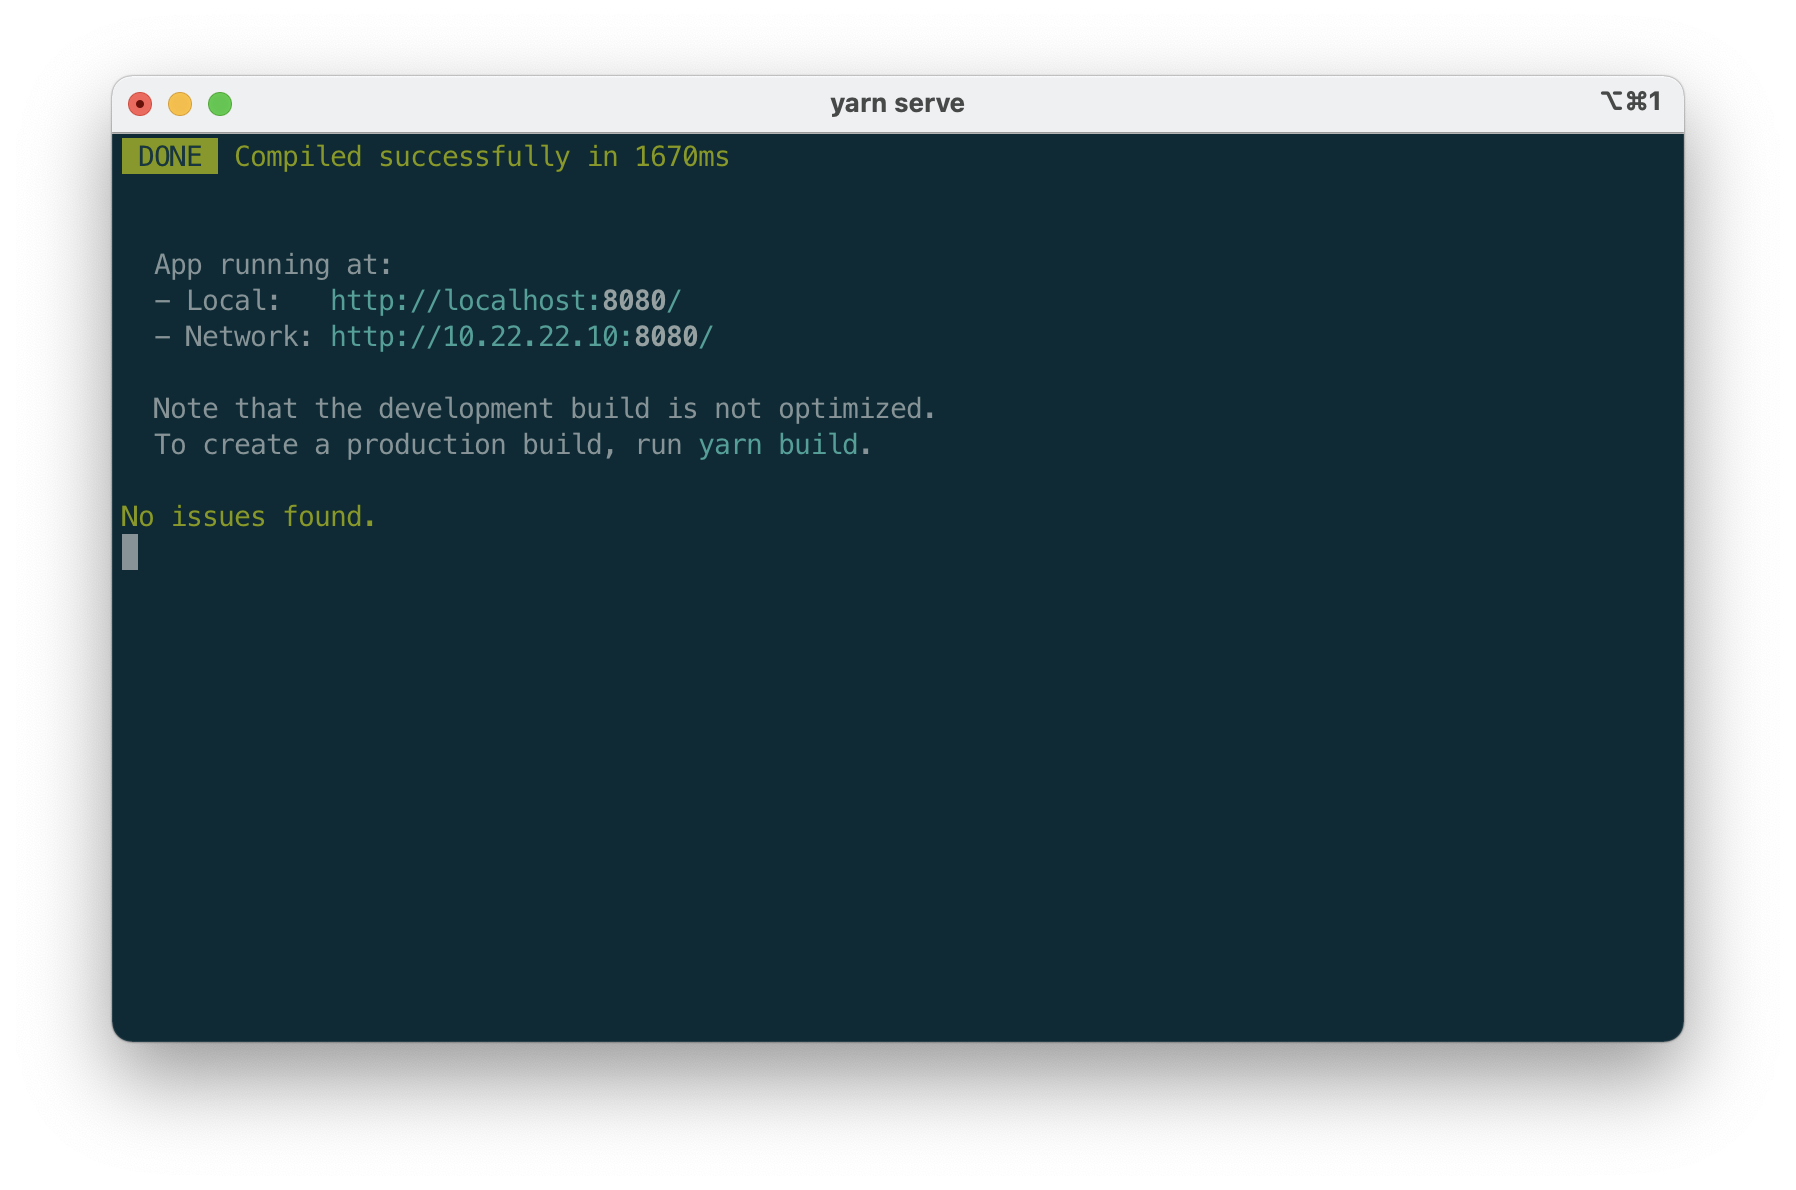 yarn serve
⌥⌘1
DONE Compiled successfully in 1670ms
App running at:
- Local: http://localhost:8080/
- Network: http://10.22.22.10:8080/
Note that the development build is not optimized.
To create a production build, run yarn build.
No issues found.